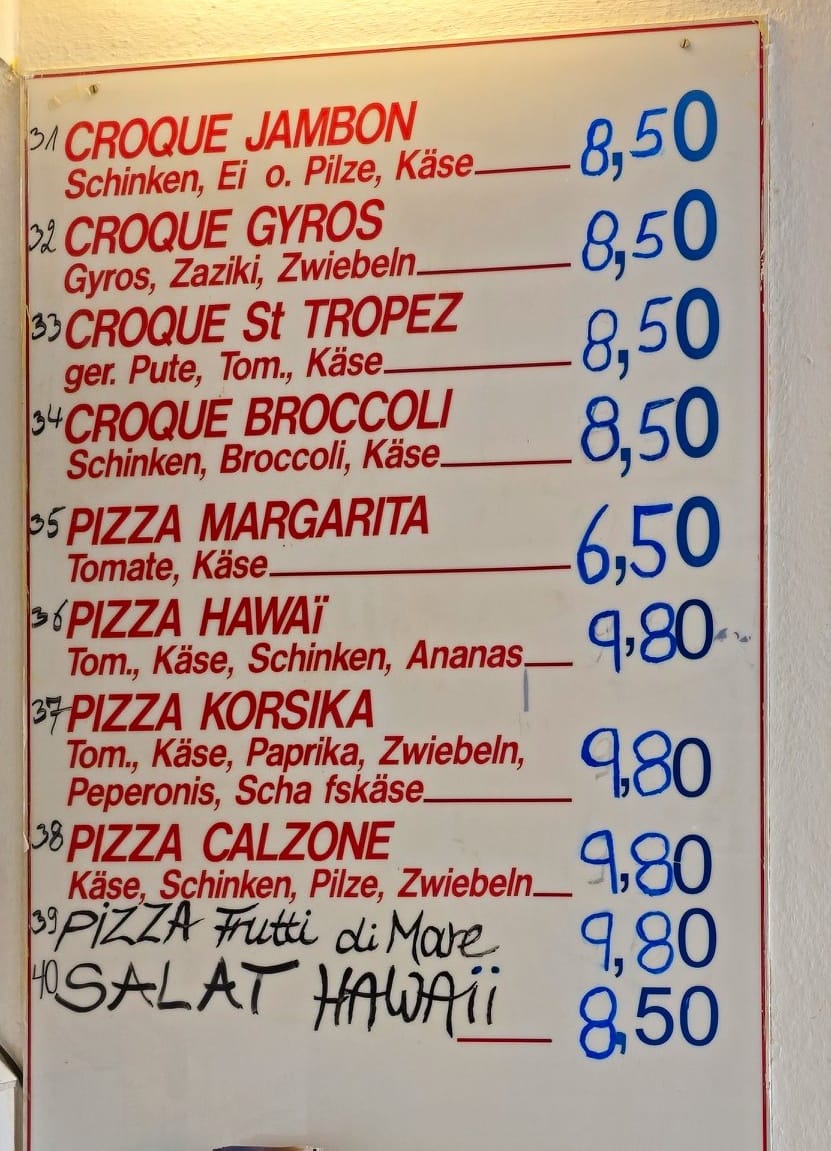 31 CROQUE JAMBON
Schinken, Ei o. Pilze, Käse 8,50
32 CROQUE GYROS
Gyros, Zaziki, Zwiebeln 8,50
33 CROQUE St TROPEZ
ger. Pute, Tom., Käse 8,50
34 CROQUE BROCCOLI
Schinken, Broccoli, Käse 8,50
35 PIZZA MARGARITA
Tomate, Käse 6,50
36 PIZZA HAWAï
Tom., Käse, Schinken, Ananas 9,80
37 PIZZA KORSIKA
Tom., Käse, Paprika, Zwiebeln,
Peperonis, Scha fskäse 9,80
38 PIZZA CALZONE
Käse, Schinken, Pilze, Zwiebeln 9,80
39 PiZZA Frutti di Mare 9,80
40 SALAT HAWAii 8,50